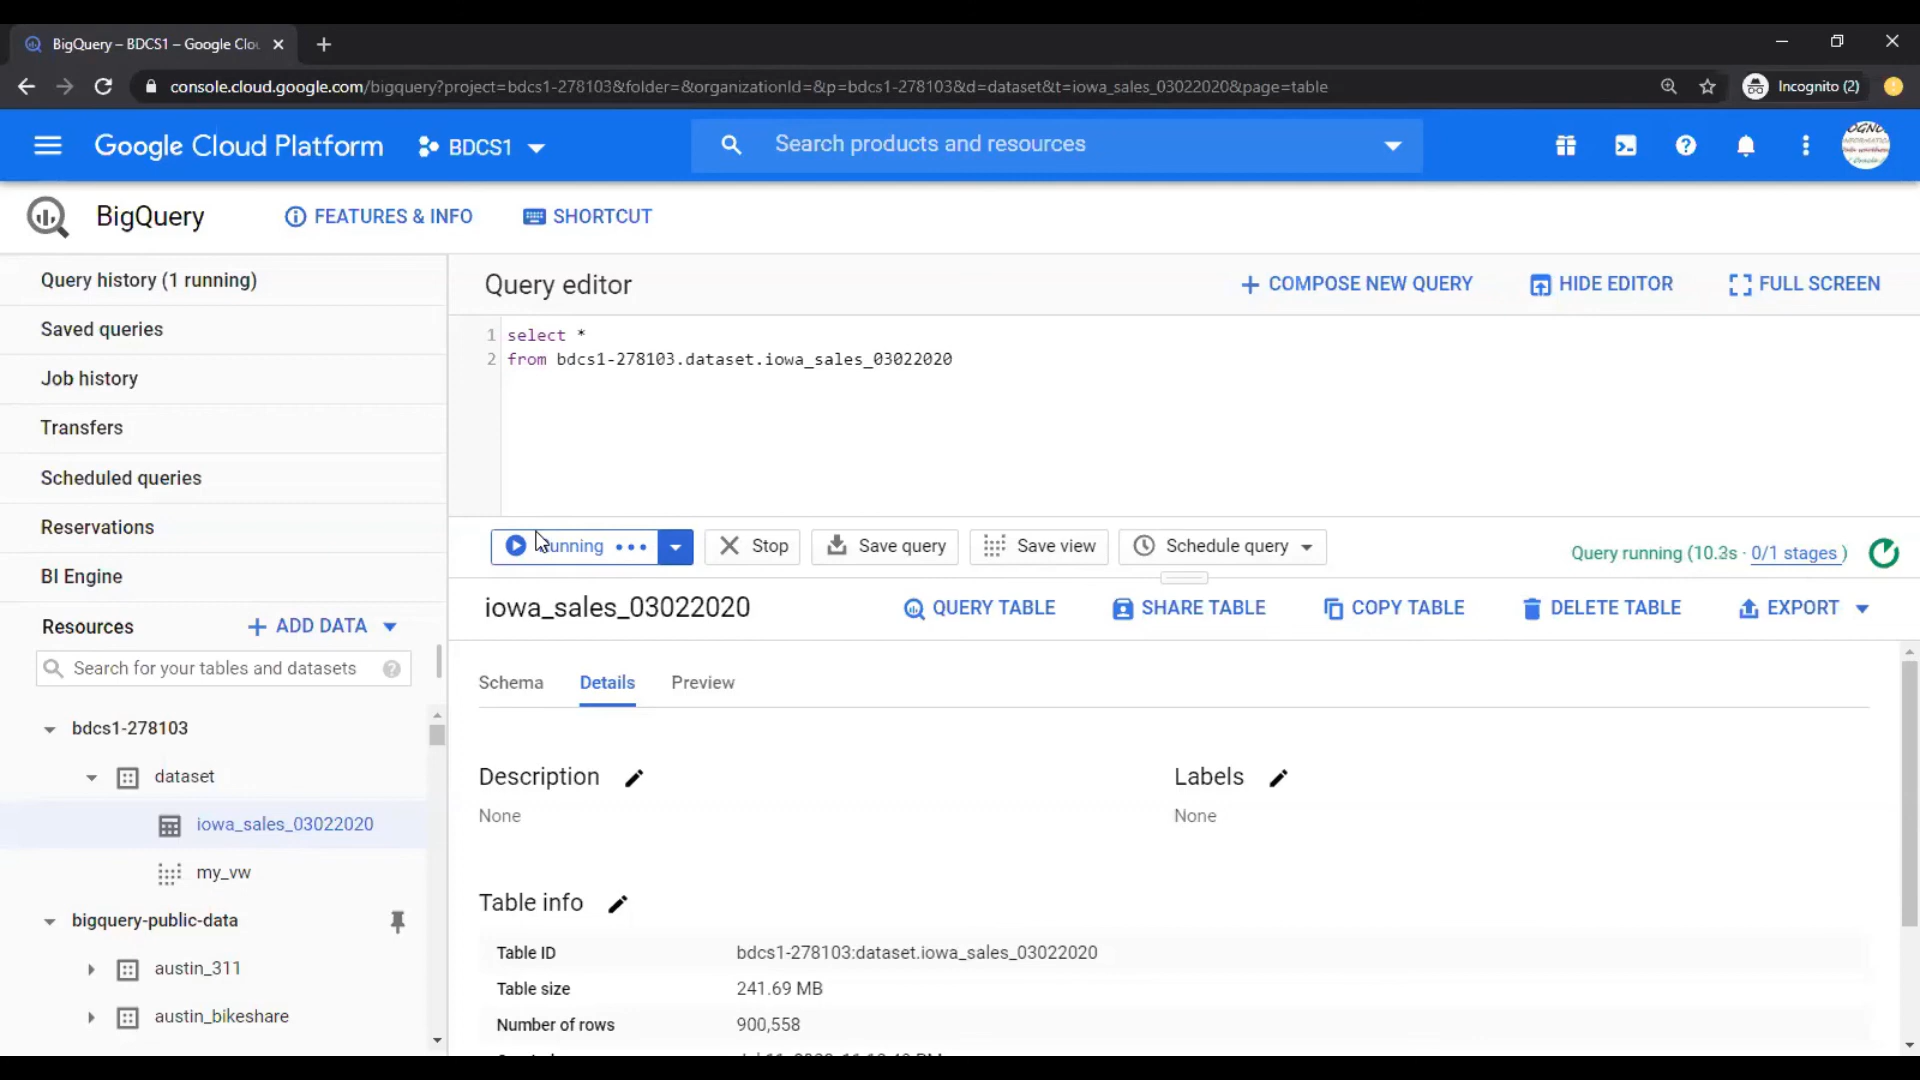 BigQuery – BDCS1 – Google Clo
console.cloud.google.com/bigquery?project=bdcs1-278103&folder=&organizationId=&p=bdcs1-278103&d=dataset&t=iowa_sales_03022020&page=table
Incognito (2)
Google Cloud Platform
BDCS1
Search products and resources
BigQuery
FEATURES & INFO
SHORTCUT
Query history (1 running)
Saved queries
Job history
Transfers
Scheduled queries
Reservations
BI Engine
Resources
ADD DATA
Search for your tables and datasets
bdcs1-278103
dataset
iowa_sales_03022020
my_vw
bigquery-public-data
austin_311
austin_bikeshare
Query editor
COMPOSE NEW QUERY
HIDE EDITOR
FULL SCREEN
1 select *
2 from bdcs1-278103.dataset.iowa_sales_03022020
unning
Stop
Save query
Save view
Schedule query
Query running (10.3s · 0/1 stages )
iowa_sales_03022020
QUERY TABLE
SHARE TABLE
COPY TABLE
DELETE TABLE
EXPORT
Schema
Details
Preview
Description
None
Labels
None
Table info
Table ID bdcs1-278103:dataset.iowa_sales_03022020
Table size 241.69 MB
Number of rows 900,558